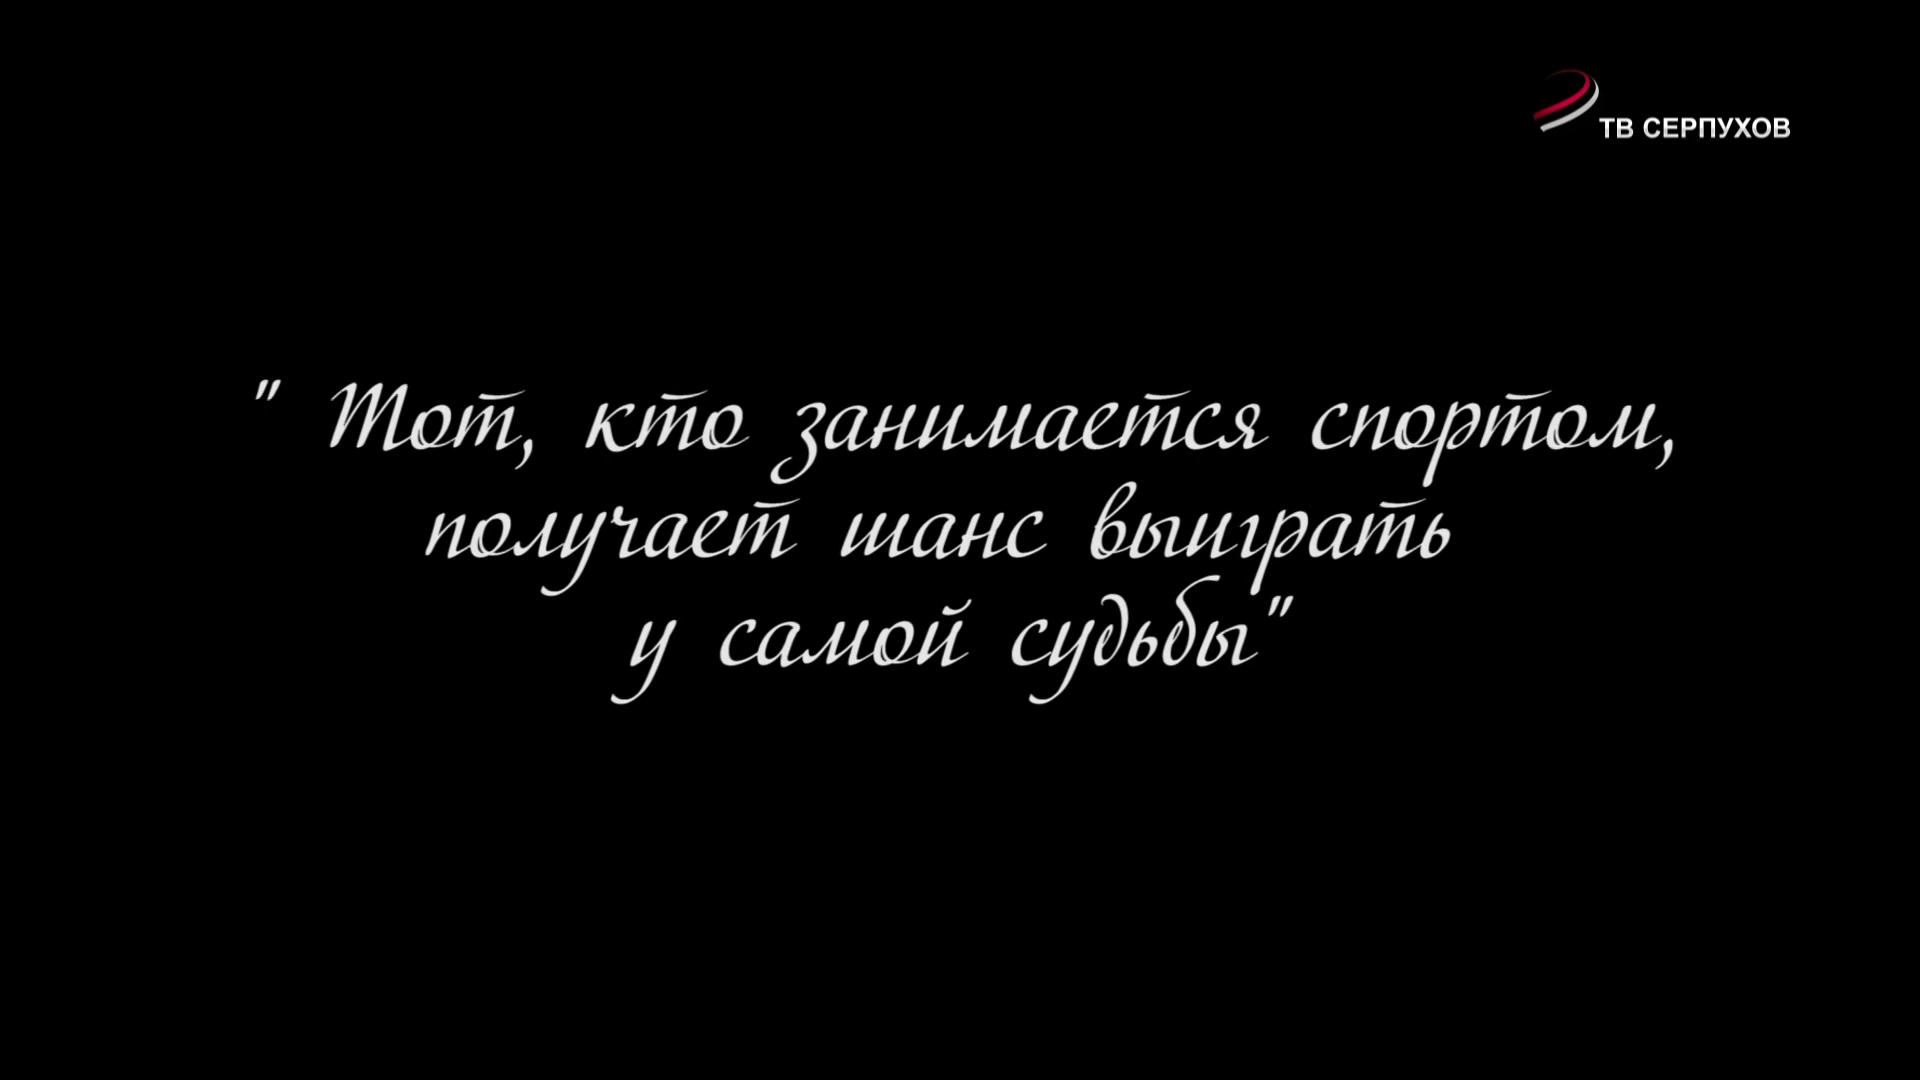 ТВ СЕРПУХОВ
" Тот, кто занимается спортом,
получает шанс выиграть
у самой судьбы"